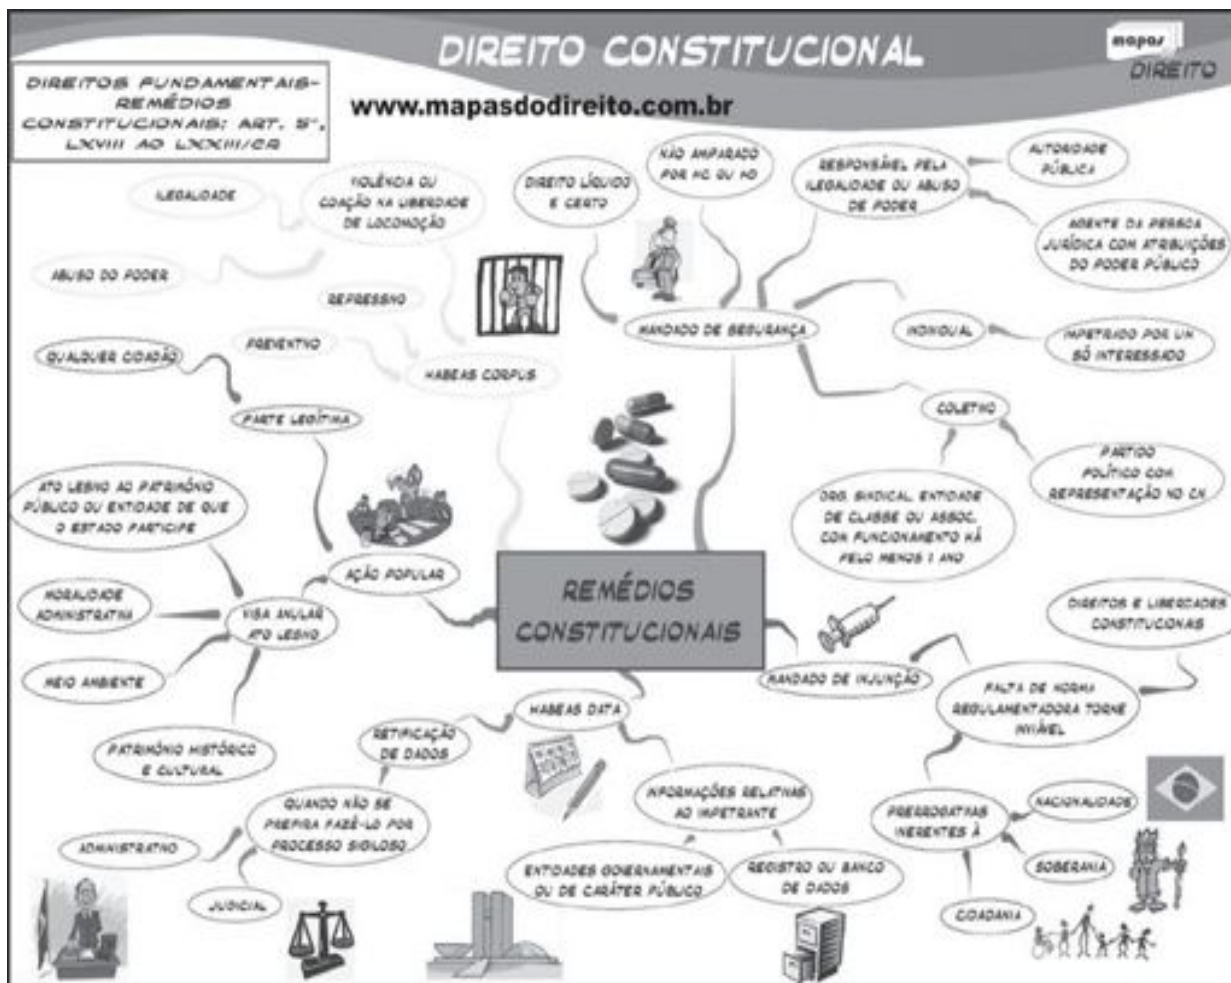 DIREITO CONSTITUCIONAL
mapas
DIREITO
DIREITOS FUNDAMENTAIS-
REMÉDIOS
CONSTITUCIONAIS: ART. 5º,
LXVIII AO LXXIII/CR
www.mapasdodireito.com.br
ILEGALIDADE
VIOLÊNCIA OU
COAÇÃO NA LIBERDADE
DE LOCOMOÇÃO
ABUSO DO PODER
REPRESSIVO
PREVENTIVO
HABEAS CORPUS
DIREITO LÍQUIDO
E CERTO
NÃO AMPARADO
POR HC OU HD
RESPONSÁVEL PELA
ILEGALIDADE OU ABUSO
DE PODER
AUTORIDADE
PÚBLICA
AGENTE DA PESSOA
JURÍDICA COM ATRIBUIÇÕES
DO PODER PÚBLICO
MANDADO DE SEGURANÇA
INDIVIDUAL
IMPETRADO POR UM
SÓ INTERESSADO
COLETIVO
PARTIDO
POLÍTICO COM
REPRESENTAÇÃO NO CN
ORG. SINDICAL, ENTIDADE
DE CLASSE OU ASSOC.
COM FUNCIONAMENTO HÁ
PELO MENOS 1 ANO
QUALQUER CIDADÃO
PARTE LEGÍTIMA
ATO LESIVO AO PATRIMÔNIO
PÚBLICO OU ENTIDADE DE QUE
O ESTADO PARTICIPE
AÇÃO POPULAR
MORALIDADE
ADMINISTRATIVA
VISA ANULAR
ATO LESIVO
MEIO AMBIENTE
PATRIMÔNIO HISTÓRICO
E CULTURAL
REMÉDIOS
CONSTITUCIONAIS
MANDADO DE INJUNÇÃO
DIREITOS E LIBERDADES
CONSTITUCIONAIS
FALTA DE NORMA
REGULAMENTADORA TORNE
INVIÁVEL
PRERROGATIVAS
INERENTES À
NACIONALIDADE
SOBERANIA
CIDADANIA
HABEAS DATA
RETIFICAÇÃO
DE DADOS
QUANDO NÃO SE
PREFIRA FAZÊ-LO POR
PROCESSO SIGILOSO
ADMINISTRATIVO
JUDICIAL
INFORMAÇÕES RELATIVAS
AO IMPETRANTE
ENTIDADES GOVERNAMENTAIS
OU DE CARÁTER PÚBLICO
REGISTRO OU BANCO
DE DADOS